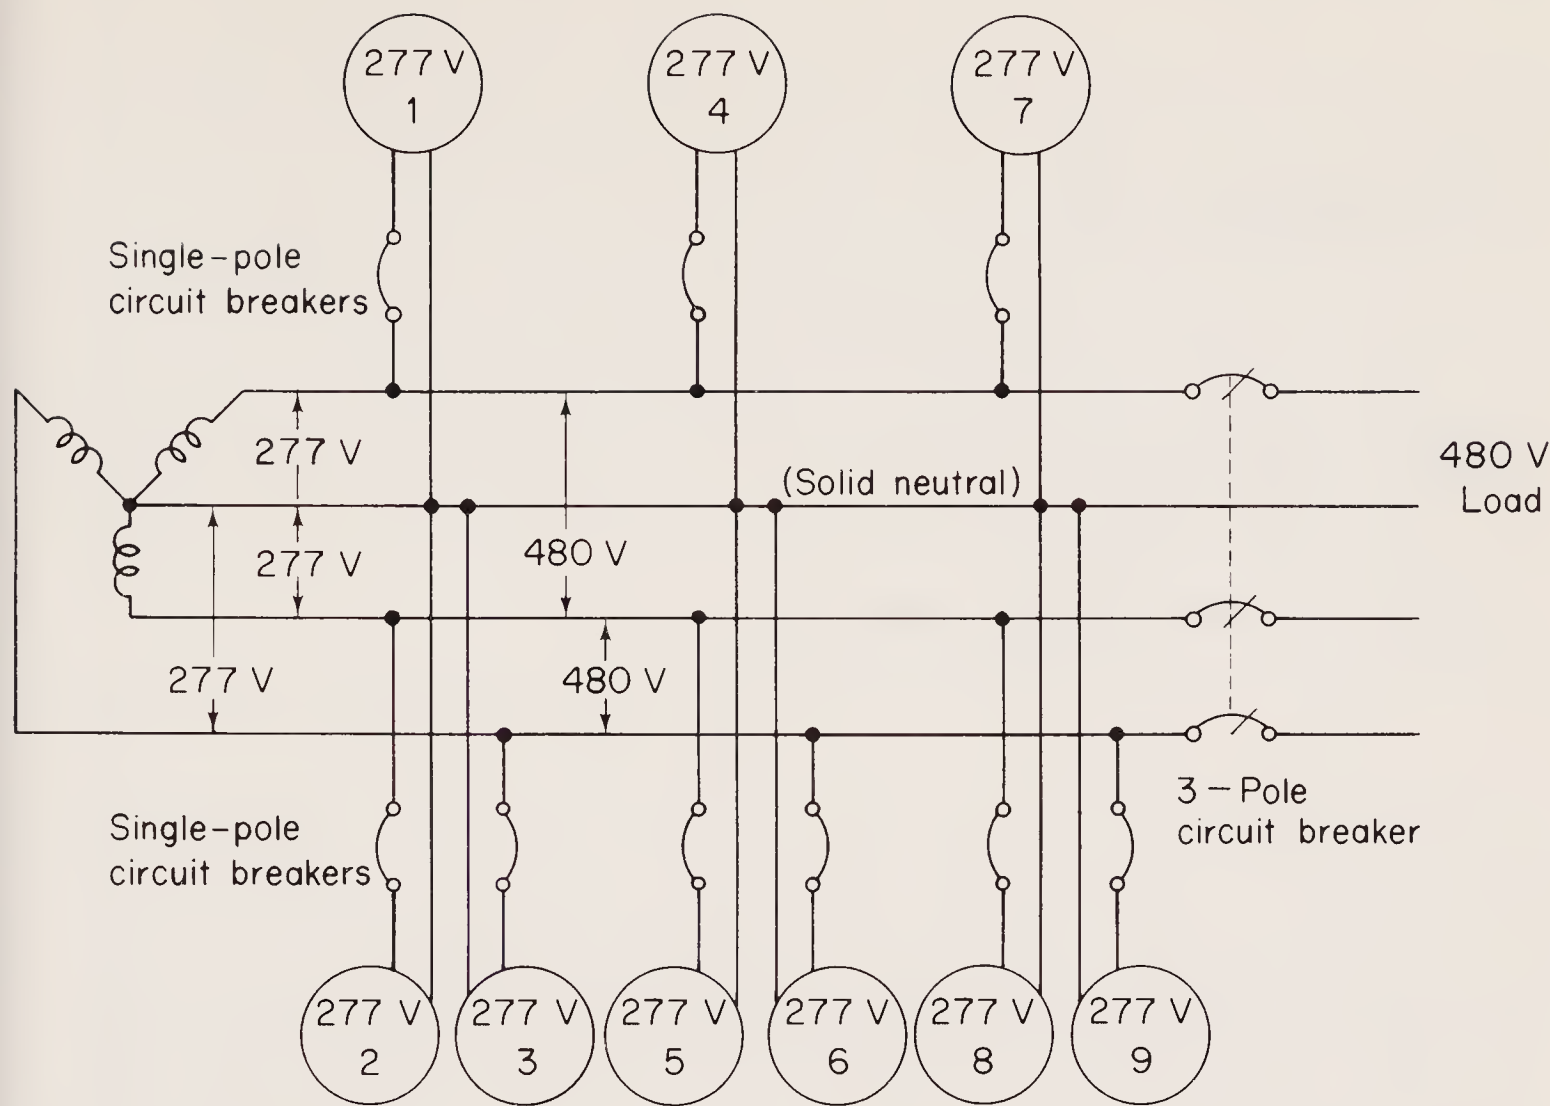 277 V
1
277 V
4
277 V
7
Single-pole
circuit breakers
277 V
(Solid neutral)
480 V
Load
277 V
480 V
277 V
480 V
Single-pole
circuit breakers
3-Pole
circuit breaker
277 V
2
277 V
3
277 V
5
277 V
6
277 V
8
277 V
9